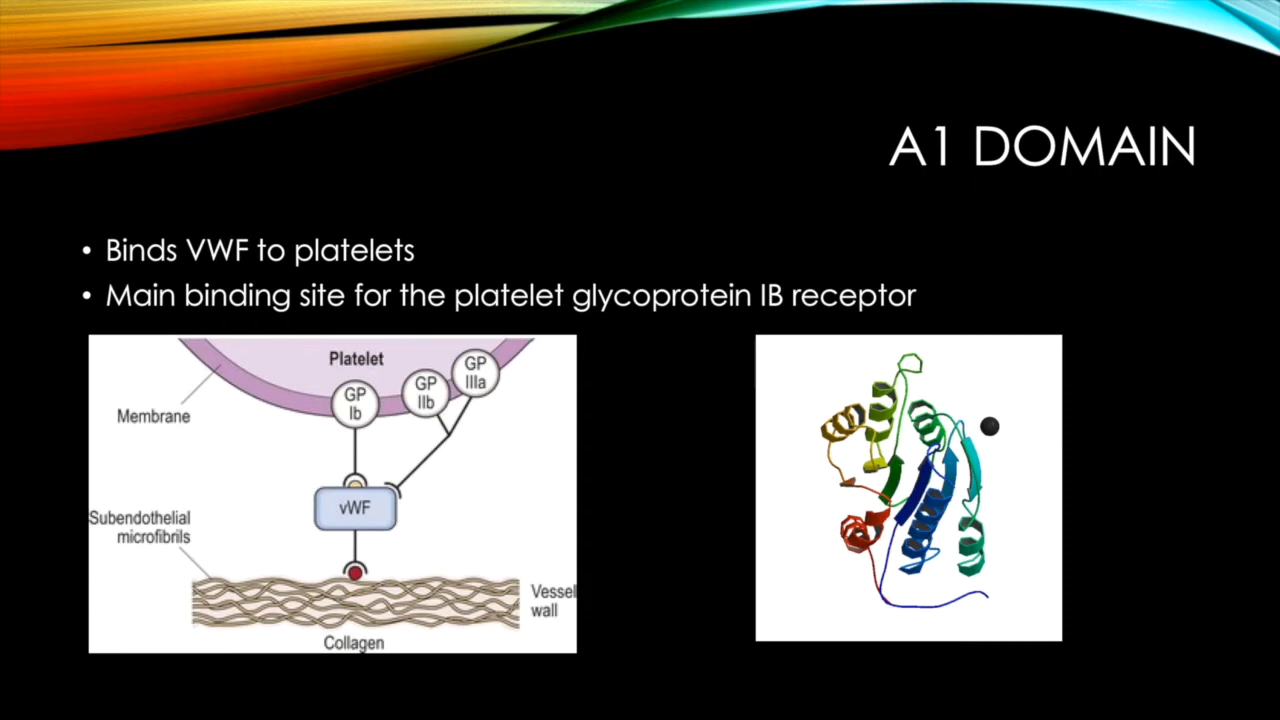 A1 DOMAIN
• Binds VWF to platelets
• Main binding site for the platelet glycoprotein IB receptor
Platelet
GP
Ib
GP
IIb
GP
IIIa
Membrane
vWF
Subendothelial
microfibrils
Vessel
wall
Collagen